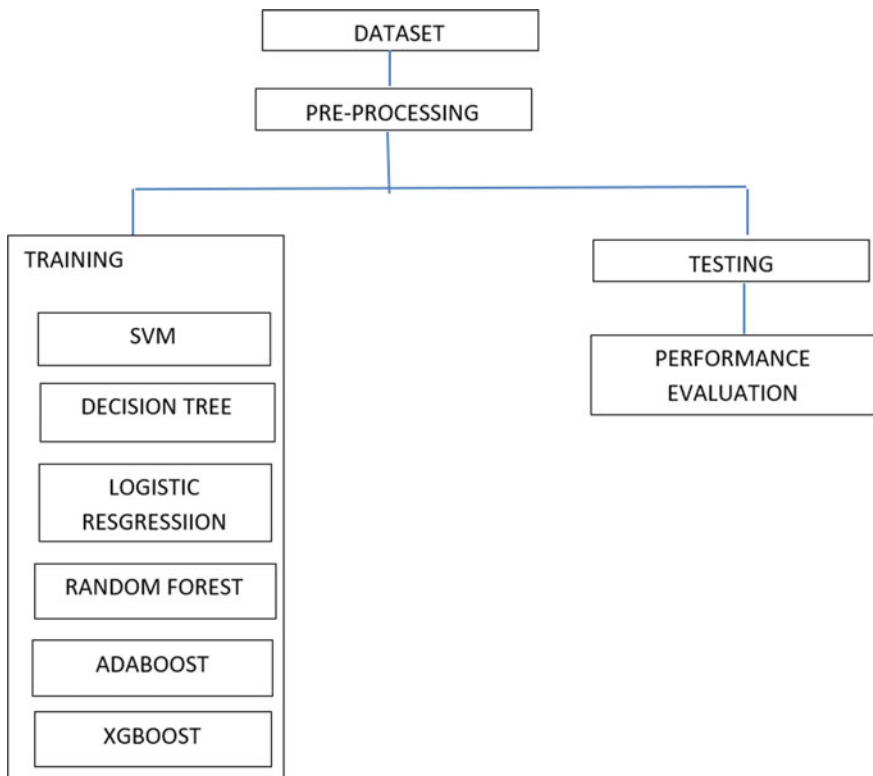 DATASET
PRE-PROCESSING
TRAINING
SVM
DECISION TREE
LOGISTIC
RESGRESSIION
RANDOM FOREST
ADABOOST
XGBOOST
TESTING
PERFORMANCE
EVALUATION